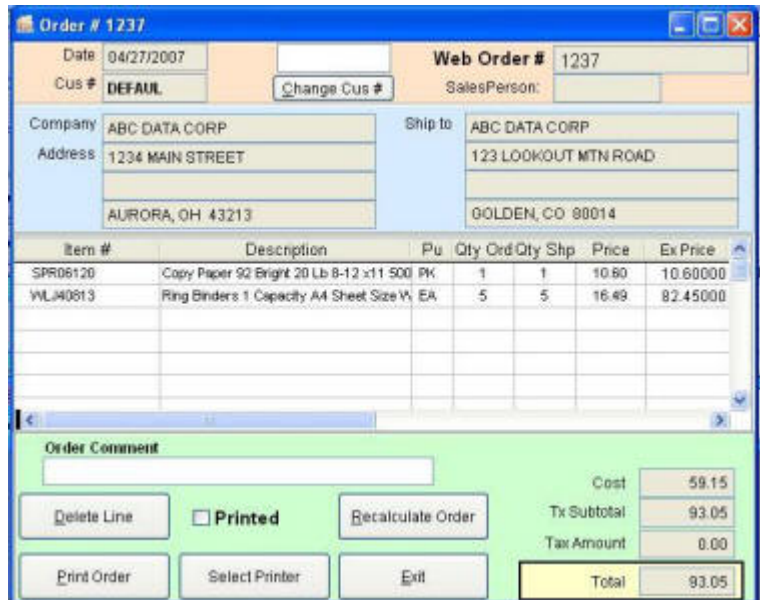 Order # 1237
Date 04/27/2007 Web Order # 1237
Cus # DEFAUL Change Cus # SalesPerson:
Company ABC DATA CORP Ship to ABC DATA CORP
Address 1234 MAIN STREET 123 LOOKOUT MTN ROAD
AURORA, OH 43213 GOLDEN, CO 80014
Item # Description Pu Qty Ord Qty Shp Price Ex Price
SPR06120 Copy Paper 92 Bright 20 Lb 8-12 x11 500 PK 1 1 10.60 10.60000
WLJ40813 Ring Binders 1 Capacity A4 Sheet Size W EA 5 5 16.49 82.45000
Order Comment
Cost 59.15
Delete Line Printed Recalculate Order Tx Subtotal 93.05
Tax Amount 0.00
Print Order Select Printer Exit Total 93.05